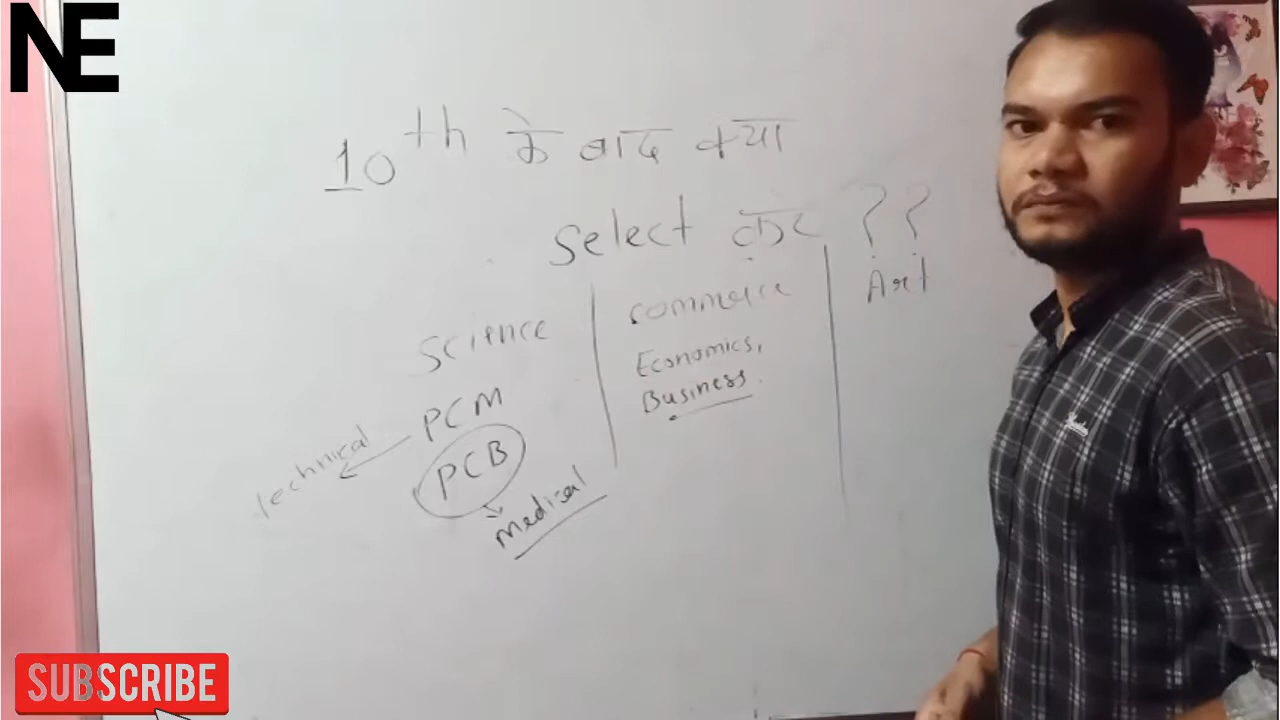 NE
10th के बाद क्या
Select करे ??
Science
Commerce
Art
PCM
Technical
PCB
Medical
Economics,
Business.
SUBSCRIBE